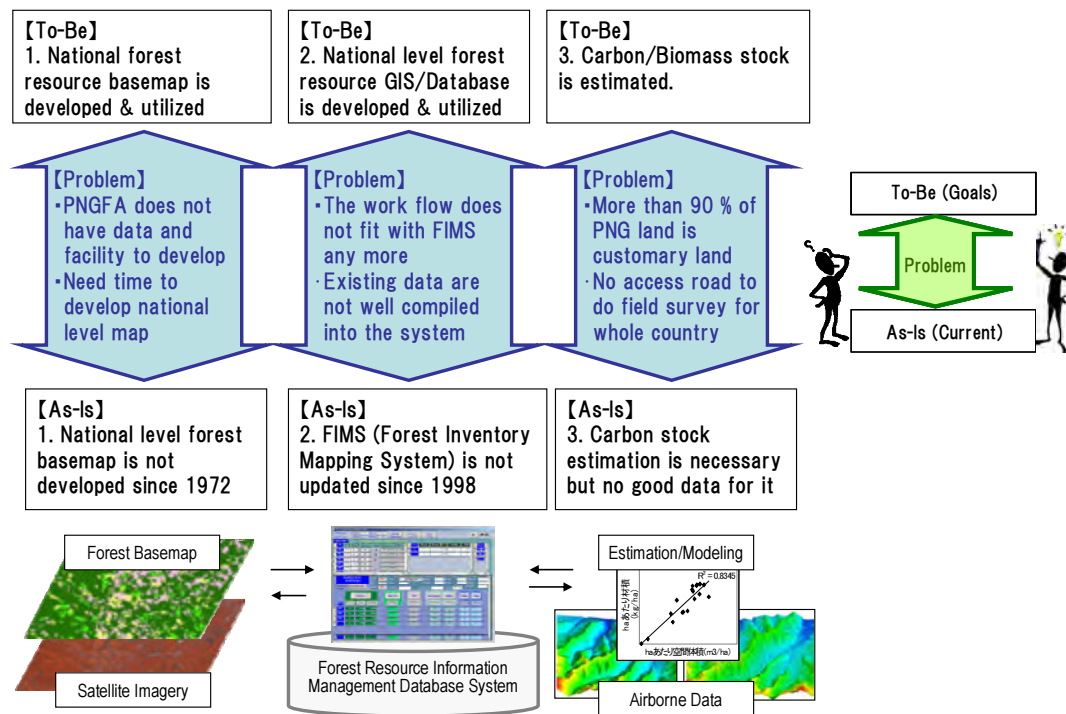 【To-Be】
1. National forest
resource basemap is
developed & utilized
【To-Be】
2. National level forest
resource GIS/Database
is developed & utilized
【To-Be】
3. Carbon/Biomass stock
is estimated.
【Problem】
・PNGFA does not
have data and
facility to develop
・Need time to
develop national
level map
【Problem】
・The work flow does
not fit with FIMS
any more
・Existing data are
not well compiled
into the system
【Problem】
・More than 90 % of
PNG land is
customary land
・No access road to
do field survey for
whole country
To-Be (Goals)
Problem
As-Is (Current)
【As-Is】
1. National level forest
basemap is not
developed since 1972
【As-Is】
2. FIMS (Forest Inventory
Mapping System) is not
updated since 1998
【As-Is】
3. Carbon stock
estimation is necessary
but no good data for it
Forest Basemap
Satellite Imagery
Forest Resource Information
Management Database System
Estimation/Modeling
R² = 0.8345
haあたり材積
(kg/ha)
haあたり空間体積(m3/ha)
Airborne Data